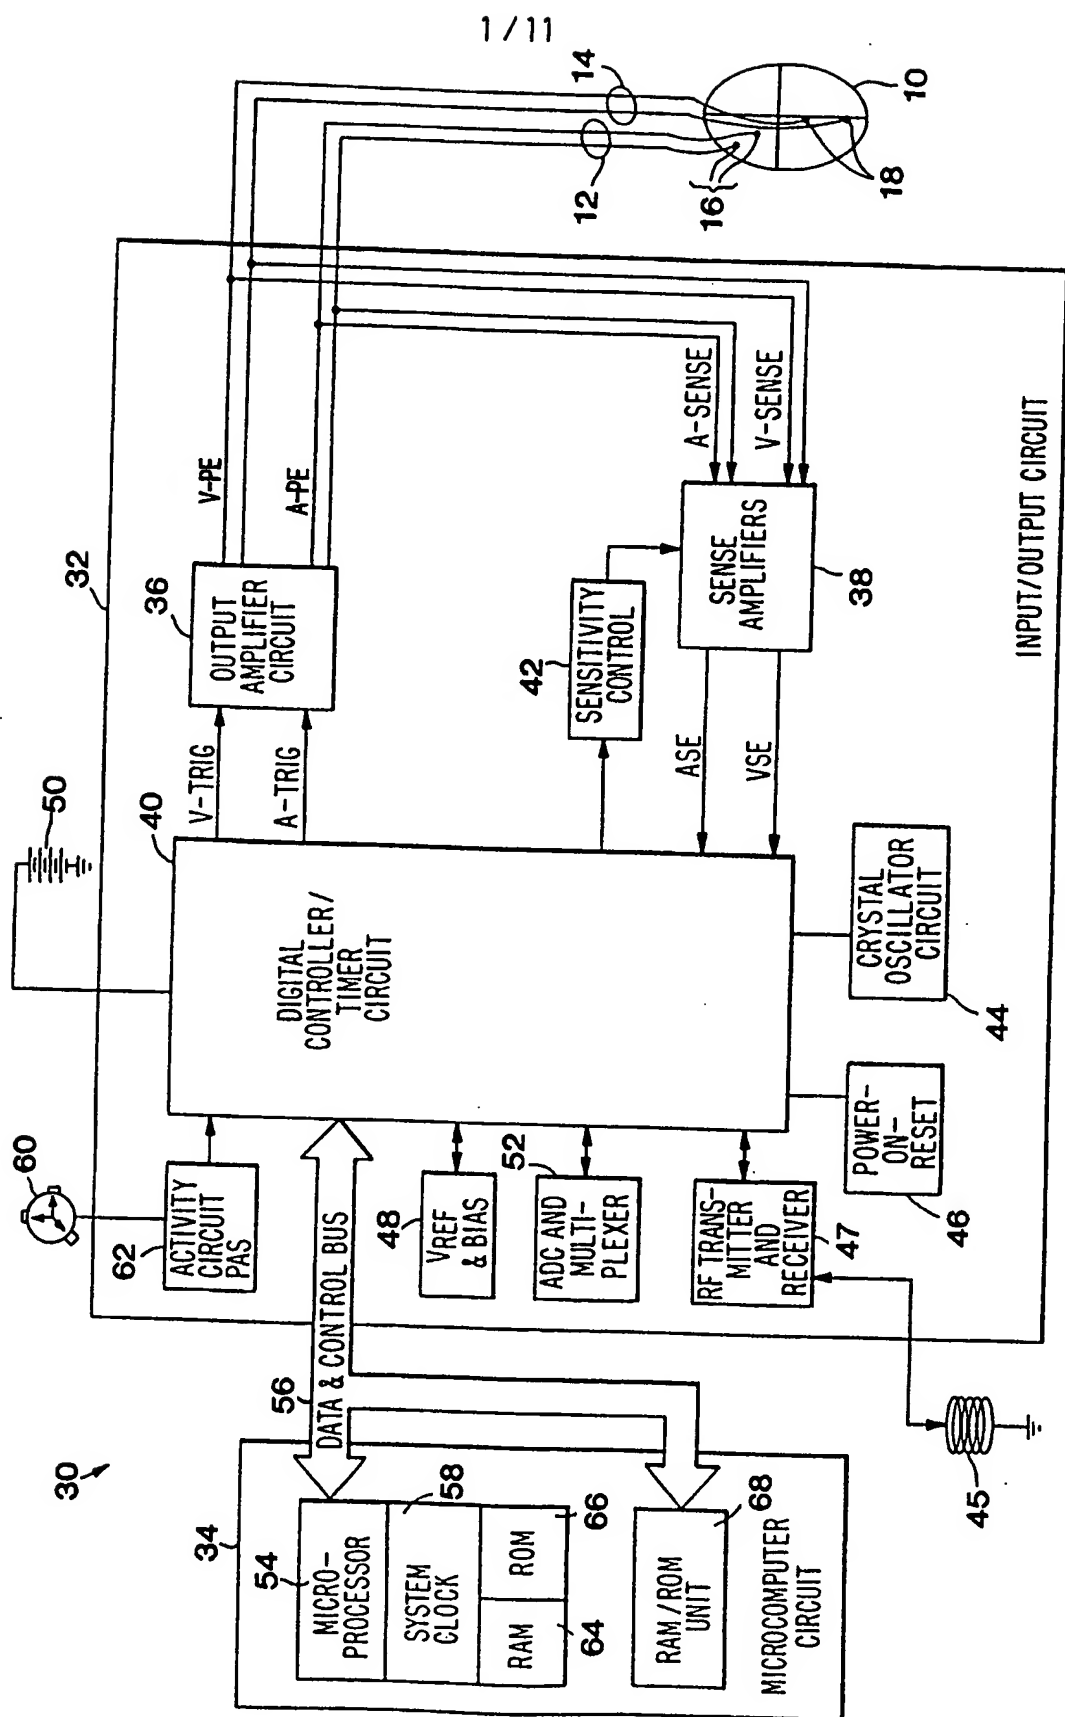 1/11
32
36
OUTPUT
AMPLIFIER
CIRCUIT
V-PE
A-PE
14
12
16
10
18
V-TRIG
A-TRIG
50
40
DIGITAL
CONTROLLER/
TIMER
CIRCUIT
42
SENSITIVITY
CONTROL
A-SENSE
V-SENSE
SENSE
AMPLIFIERS
38
ASE
VSE
INPUT/OUTPUT CIRCUIT
60
62
ACTIVITY
CIRCUIT
PAS
48
VREF
& BIAS
52
ADC AND
MULTI-
PLEXER
RF TRANS-
MITTER
AND
RECEIVER
47
POWER-
ON-
RESET
46
CRYSTAL
OSCILLATOR
CIRCUIT
44
45
56
DATA & CONTROL BUS
30
34
54
MICRO-
PROCESSOR
58
SYSTEM
CLOCK
RAM
ROM
64
66
RAM/ROM
UNIT
68
MICROCOMPUTER
CIRCUIT